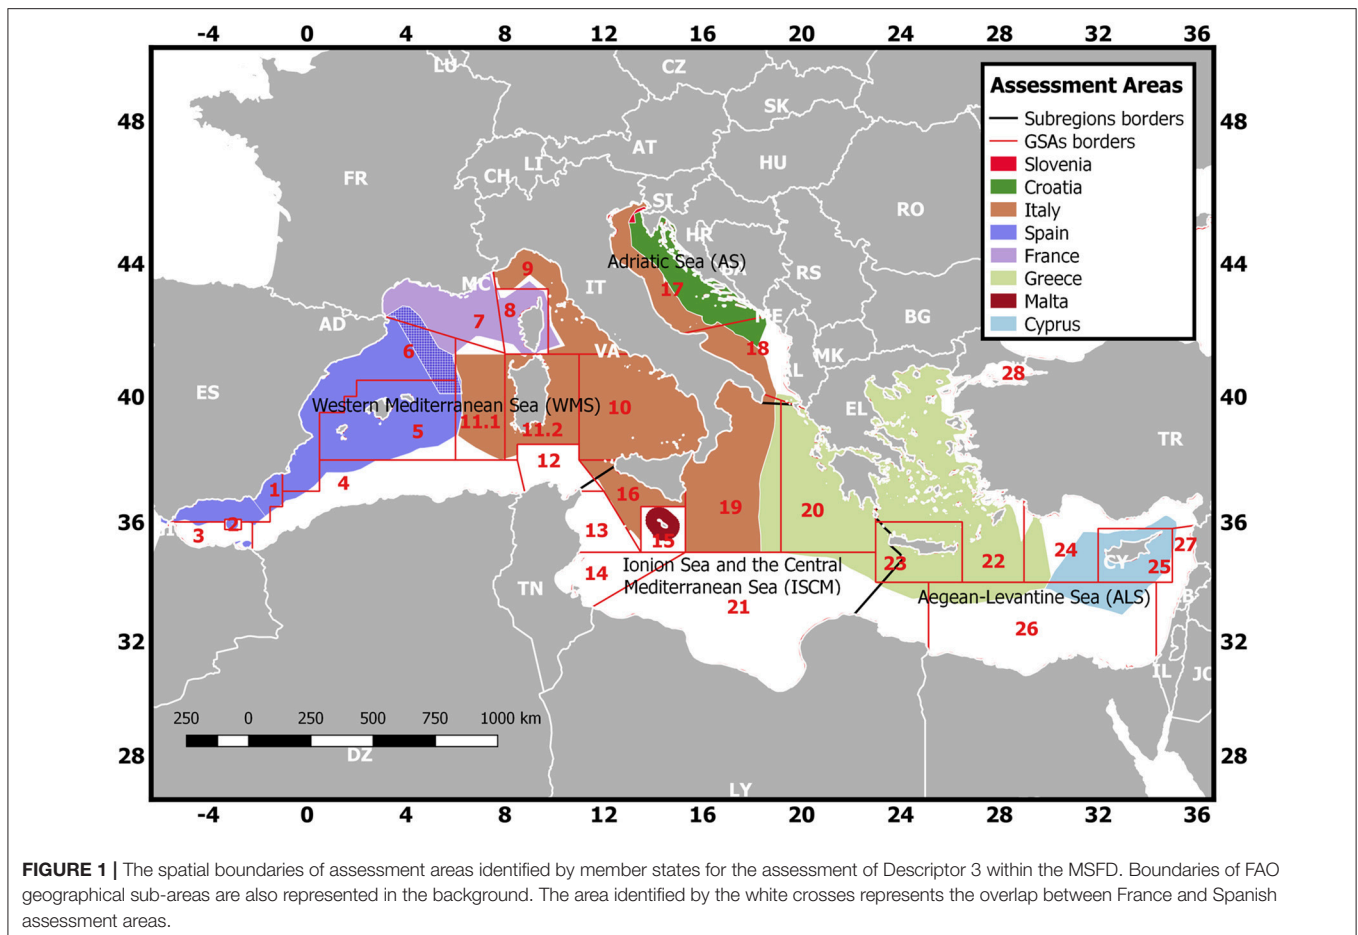 -4 0 4 8 12 16 20 24 28 32 36
LU CZ
Assessment Areas
Subregions borders
GSAs borders
Slovenia
Croatia
Italy
Spain
France
Greece
Malta
Cyprus
48 SK 48
AT
LI HU
FR CH
SI RO
HR
44 Adriatic Sea (AS) 44
9 BA RS
MC IT 17
8 ME BG
AD 7
6 VA 18 MK
AL 28
40 ES EL 40
Western Mediterranean Sea (WMS) 10
11.1 11.2
5 TR
12
1 4 16
2 19 20
36 3 13 15 24 27 36
23 22 CY 25
14 Ionion Sea and the Central
Mediterranean Sea (ISCM)
TN 21 Aegean-Levantine Sea (ALS)
26
32 32
IL JO
250 0 250 500 750 1000 km
28 DZ 28
LY
-4 0 4 8 12 16 20 24 28 32 36
FIGURE 1 | The spatial boundaries of assessment areas identified by member states for the assessment of Descriptor 3 within the MSFD. Boundaries of FAO
geographical sub-areas are also represented in the background. The area identified by the white crosses represents the overlap between France and Spanish
assessment areas.